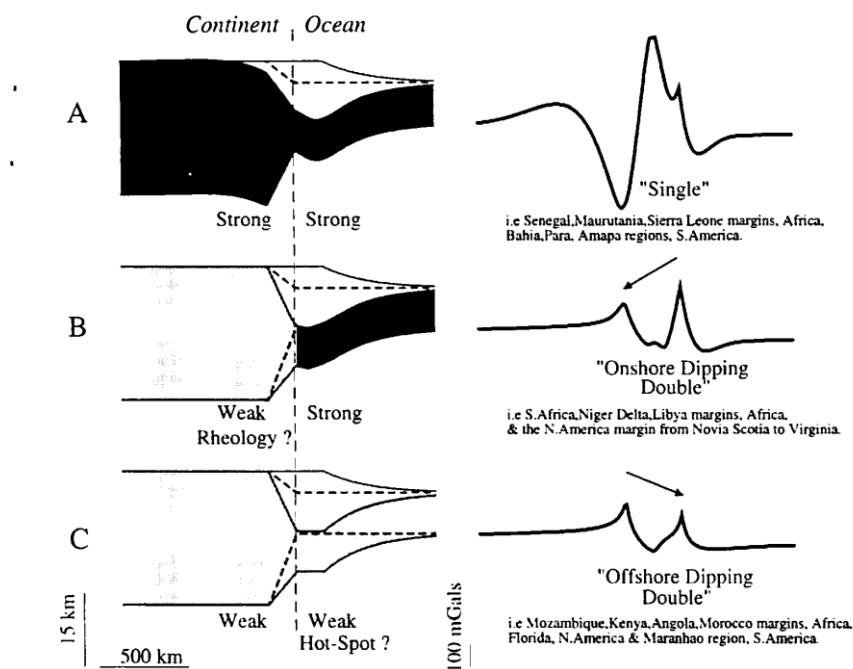 Continent Ocean
A
Strong Strong
"Single"
i.e Senegal,Maurutania,Sierra Leone margins, Africa,
Bahia,Para, Amapa regions, S.America.
B
Weak Strong
Rheology ?
"Onshore Dipping
Double"
i.e S.Africa,Niger Delta,Libya margins, Africa,
& the N.America margin from Novia Scotia to Virginia.
C
Weak Weak
Hot-Spot ?
"Offshore Dipping
Double"
i.e Mozambique,Kenya,Angola,Morocco margins, Africa,
Florida, N.America & Maranhao region, S.America.
15 km
500 km
100 mGals